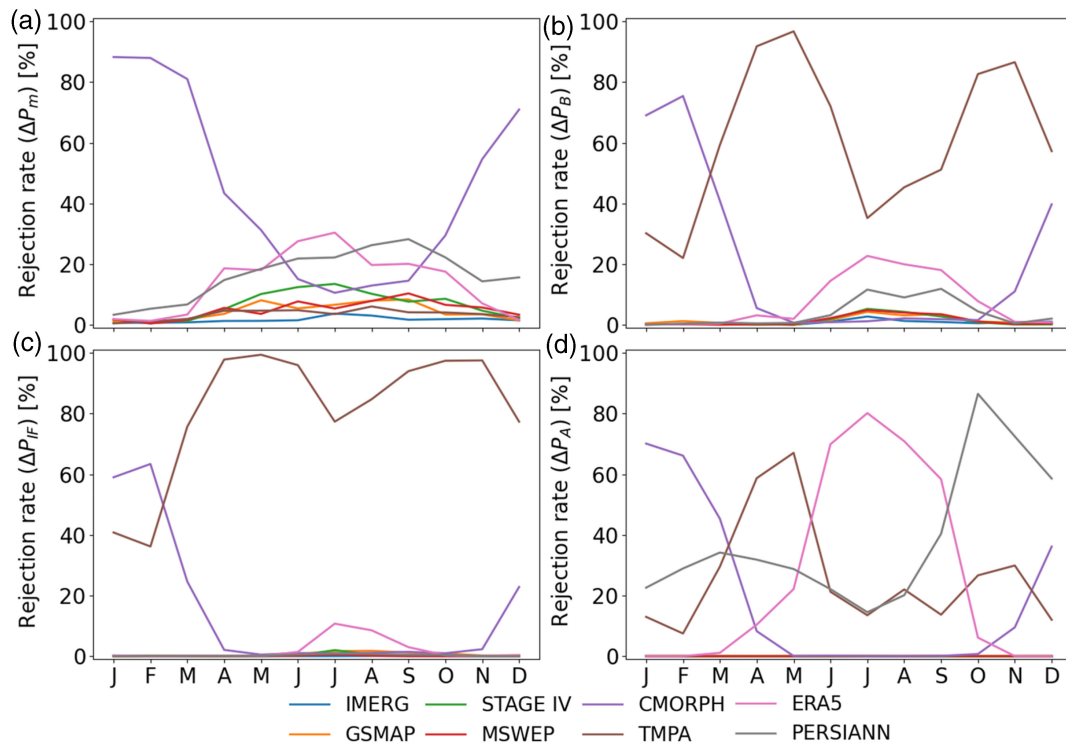 (a)
100
80
60
40
20
0
Rejection rate (ΔP_m) [%]
(b)
100
80
60
40
20
0
Rejection rate (ΔP_B) [%]
(c)
100
80
60
40
20
0
Rejection rate (ΔP_IF) [%]
J F M A M J J A S O N D
(d)
100
80
60
40
20
0
Rejection rate (ΔP_A) [%]
J F M A M J J A S O N D
IMERG STAGE IV CMORPH ERA5
GSMAP MSWEP TMPA PERSIANN